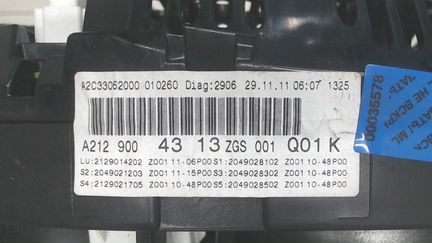 A2C33062000 010260 Diag:2906 29.11.11 06:07 1325
A212 900 43 13 ZGS 001 Q01 K
LU:2129014202 Z001 11-06P00 S1:2049028102 Z001 10-48P00
S2:2049021203 Z001 11-15P00 S3:2049028302 Z001 10-48P00
S4:2129021705 Z001 10-48P00 S5:2049028502 Z001 10-48P00
00035578
НЕ ВСКР